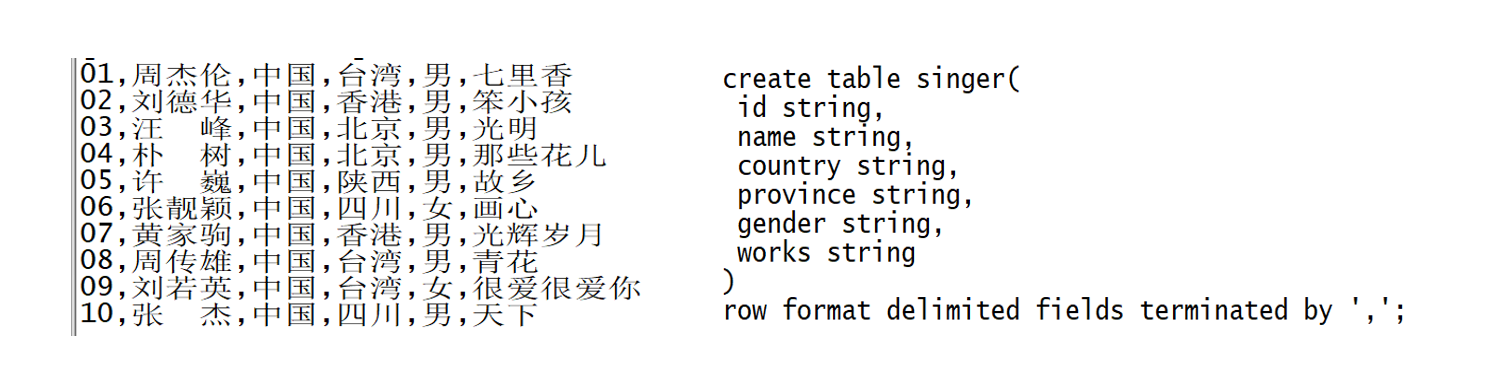 01,周杰伦,中国,台湾,男,七里香
02,刘德华,中国,香港,男,笨小孩
03,汪　峰,中国,北京,男,光明
04,朴　树,中国,北京,男,那些花儿
05,许　巍,中国,陕西,男,故乡
06,张靓颖,中国,四川,女,画心
07,黄家驹,中国,香港,男,光辉岁月
08,周传雄,中国,台湾,男,青花
09,刘若英,中国,台湾,女,很爱很爱你
10,张　杰,中国,四川,男,天下
create table singer(
 id string,
 name string,
 country string,
 province string,
 gender string,
 works string
)
row format delimited fields terminated by ',';